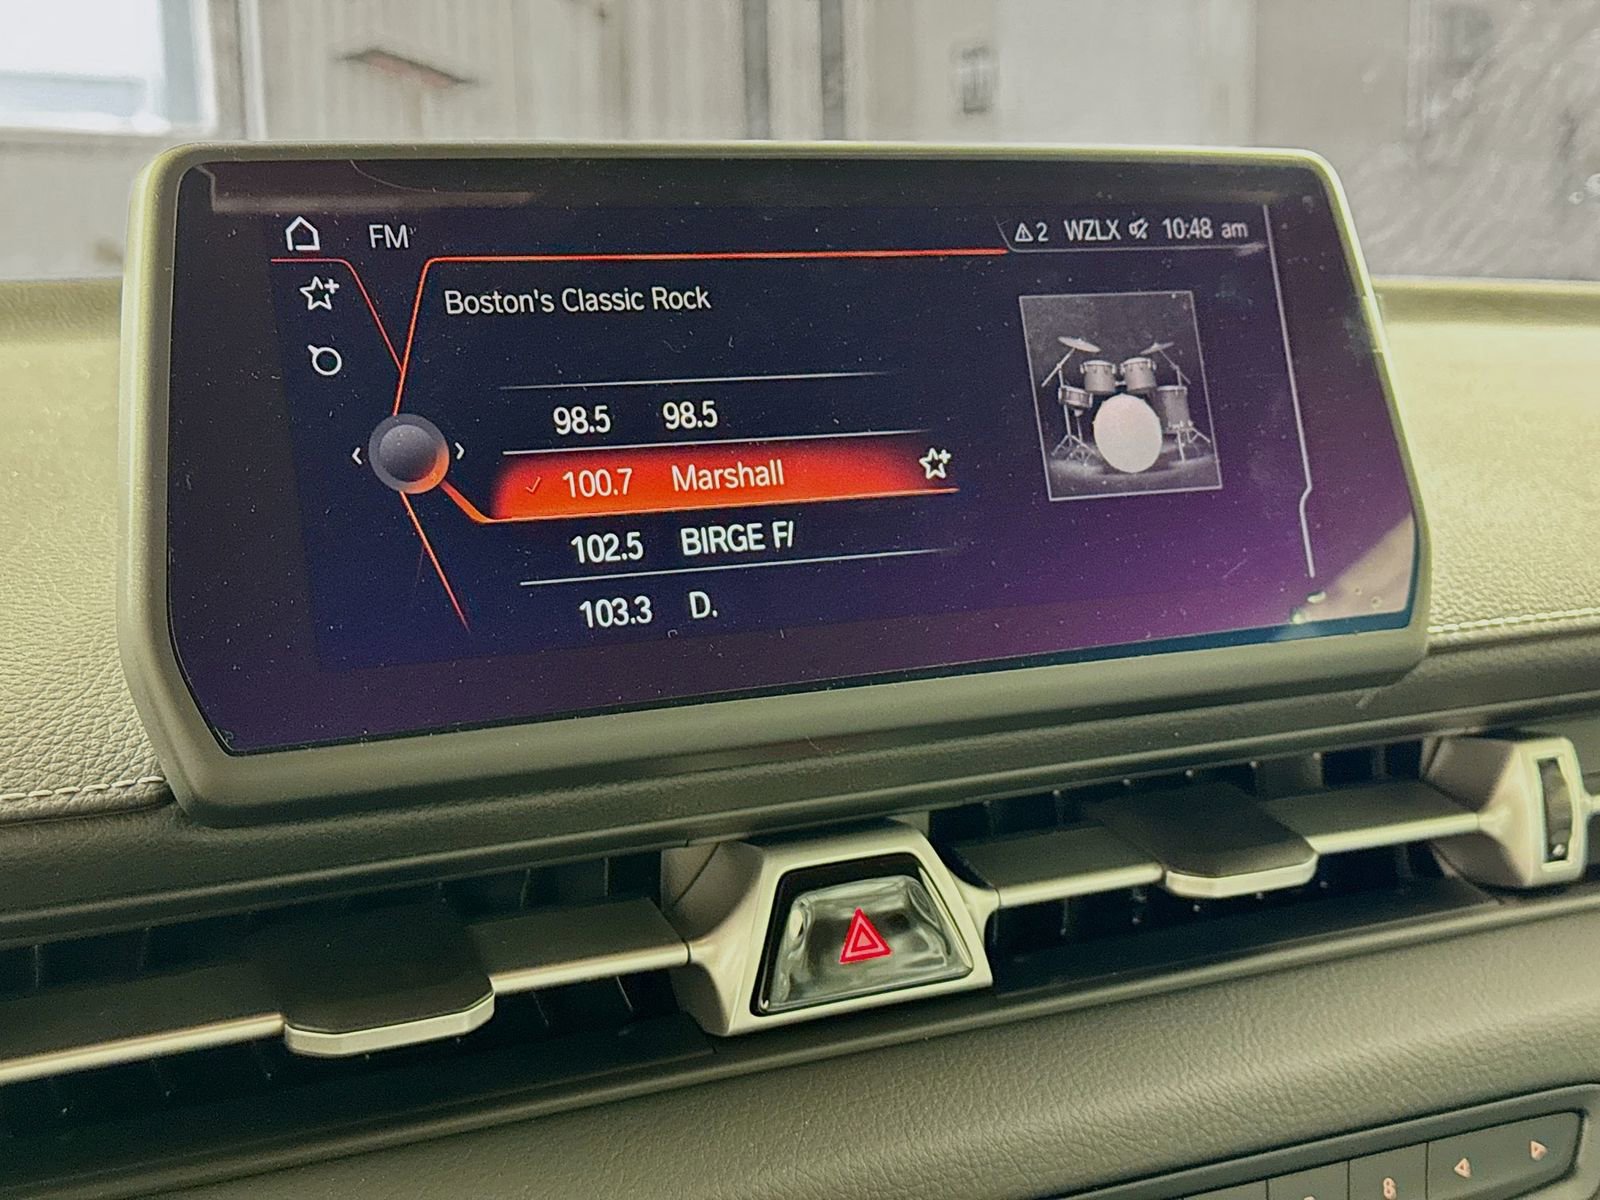 FM
2 WZLX 10:48 am
Boston's Classic Rock
98.5 98.5
100.7 Marshall
102.5 BIRGE F/
103.3 D.
8